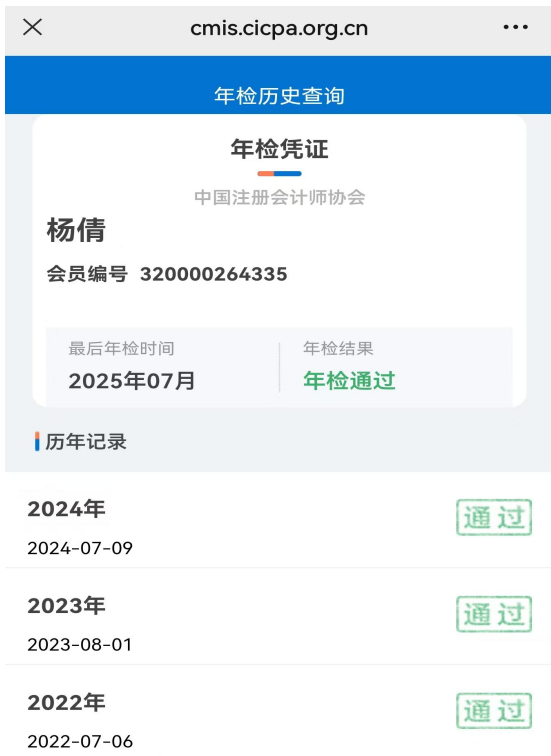 cmis.cicpa.org.cn
年检历史查询
年检凭证
中国注册会计师协会
杨倩
会员编号 320000264335
最后年检时间 年检结果
2025年07月 年检通过
历年记录
2024年 通过
2024-07-09
2023年 通过
2023-08-01
2022年 通过
2022-07-06